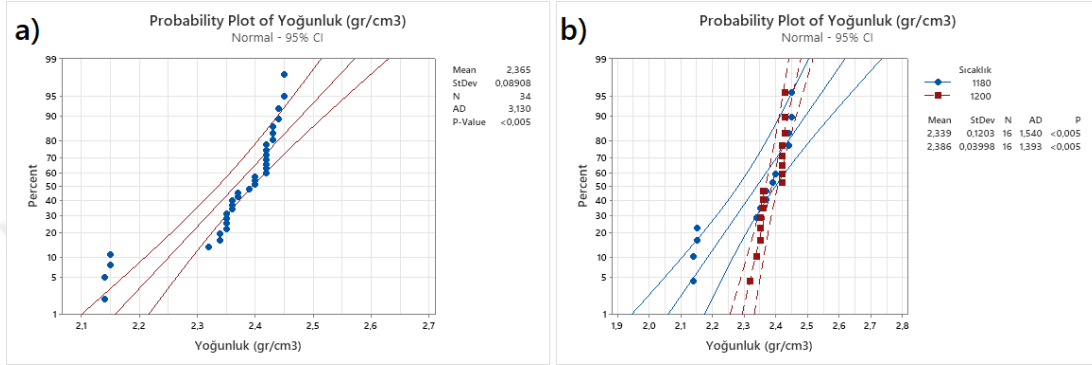 a)
Probability Plot of Yoğunluk (gr/cm3)
Normal - 95% CI
99
95
90
80
70
60
50
40
30
20
10
5
1
Percent
2,1 2,2 2,3 2,4 2,5 2,6 2,7
Yoğunluk (gr/cm3)
Mean 2,365
StDev 0,08908
N 34
AD 3,130
P-Value <0,005
b)
Probability Plot of Yoğunluk (gr/cm3)
Normal - 95% CI
99
95
90
80
70
60
50
40
30
20
10
5
1
Percent
1,9 2,0 2,1 2,2 2,3 2,4 2,5 2,6 2,7 2,8
Yoğunluk (gr/cm3)
Sıcaklık
1180
1200
Mean StDev N AD P
2,339 0,1203 16 1,540 <0,005
2,386 0,03998 16 1,393 <0,005